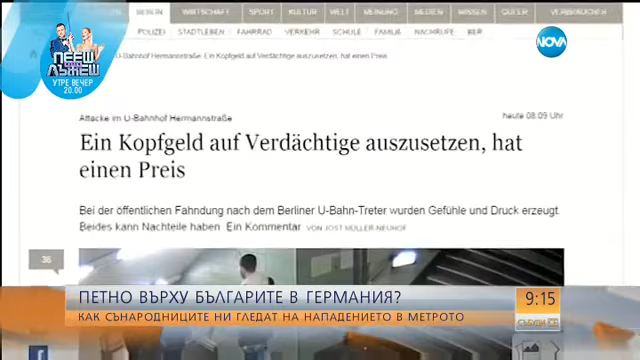 BERLIN WIRTSCHAFT SPORT KULTUR WELT MEINUNG MEDIEN WISSEN QUEER VERBRAUCHER
POLIZEI STADTLEBEN FAHRRAD VERKEHR SCHULE FAMILIE NACHRUFE BER
NOVA
ПЕЕШ
ИЛИ
ЛЪЖЕШ
УТРЕ ВЕЧЕР
20.00
U-Bahnhof Hermannstraße: Ein Kopfgeld auf Verdächtige auszusetzen, hat einen Preis
Attacke im U-Bahnhof Hermannstraße
heute 08:09 Uhr
Ein Kopfgeld auf Verdächtige auszusetzen, hat
einen Preis
Bei der öffentlichen Fahndung nach dem Berliner U-Bahn-Treter wurden Gefühle und Druck erzeugt.
Beides kann Nachteile haben. Ein Kommentar. VON JOST MÜLLER-NEUHOF
36
ПЕТНО ВЪРХУ БЪЛГАРИТЕ В ГЕРМАНИЯ?
КАК СЪНАРОДНИЦИТЕ НИ ГЛЕДАТ НА НАПАДЕНИЕТО В МЕТРОТО
9:15
СЪБУДИ СЕ
f